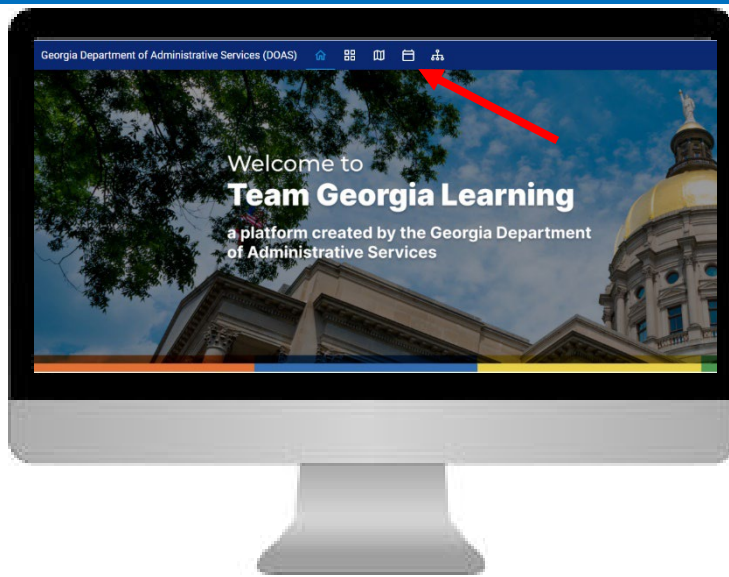 Georgia Department of Administrative Services (DOAS)
Welcome to
Team Georgia Learning
a platform created by the Georgia Department
of Administrative Services